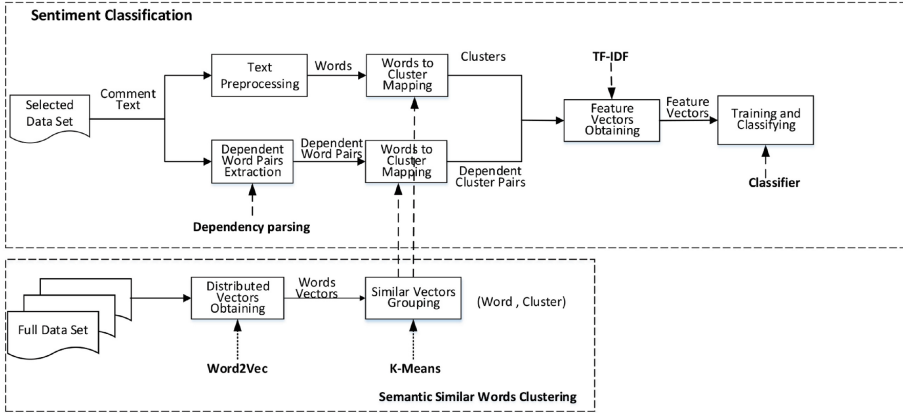 Sentiment Classification
Selected
Data Set
Comment
Text
Text
Preprocessing
Words
Words to
Cluster
Mapping
Clusters
TF-IDF
Feature
Vectors
Obtaining
Feature
Vectors
Training and
Classifying
Classifier
Dependent
Word Pairs
Extraction
Dependent
Word Pairs
Words to
Cluster
Mapping
Dependent
Cluster Pairs
Dependency parsing
Full Data Set
Distributed
Vectors
Obtaining
Words
Vectors
Similar Vectors
Grouping
(Word , Cluster)
Word2Vec
K-Means
Semantic Similar Words Clustering